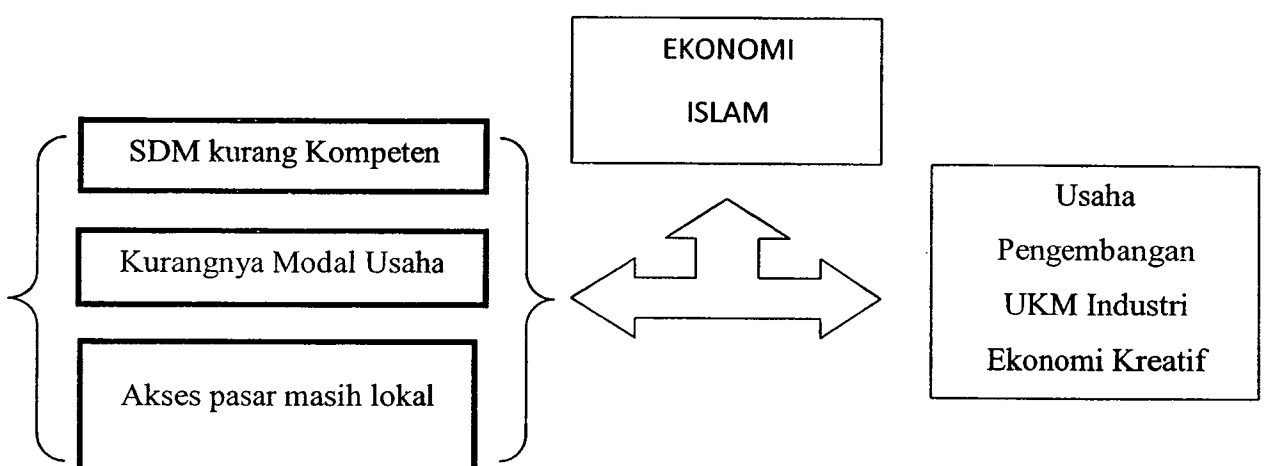 EKONOMI
ISLAM
SDM kurang Kompeten
Kurangnya Modal Usaha
Akses pasar masih lokal
Usaha
Pengembangan
UKM Industri
Ekonomi Kreatif